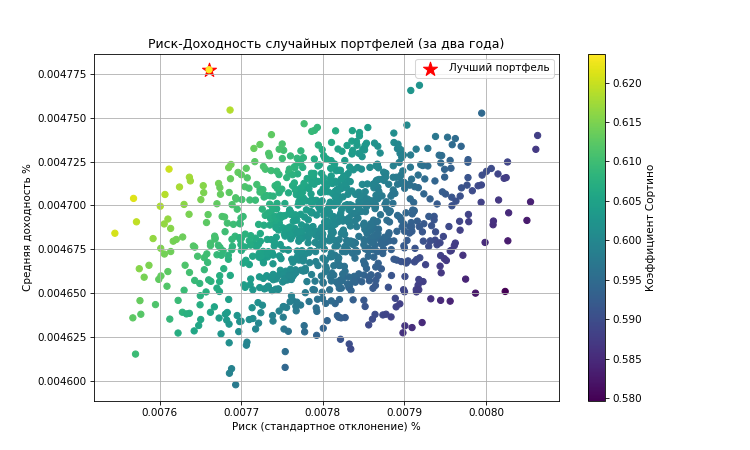 Риск-Доходность случайных портфелей (за два года)
Лучший портфель
Средняя доходность %
0.004775
0.004750
0.004725
0.004700
0.004675
0.004650
0.004625
0.004600
0.0076 0.0077 0.0078 0.0079 0.0080
Риск (стандартное отклонение) %
0.620
0.615
0.610
0.605
0.600
0.595
0.590
0.585
0.580
Коэффициент Сортино